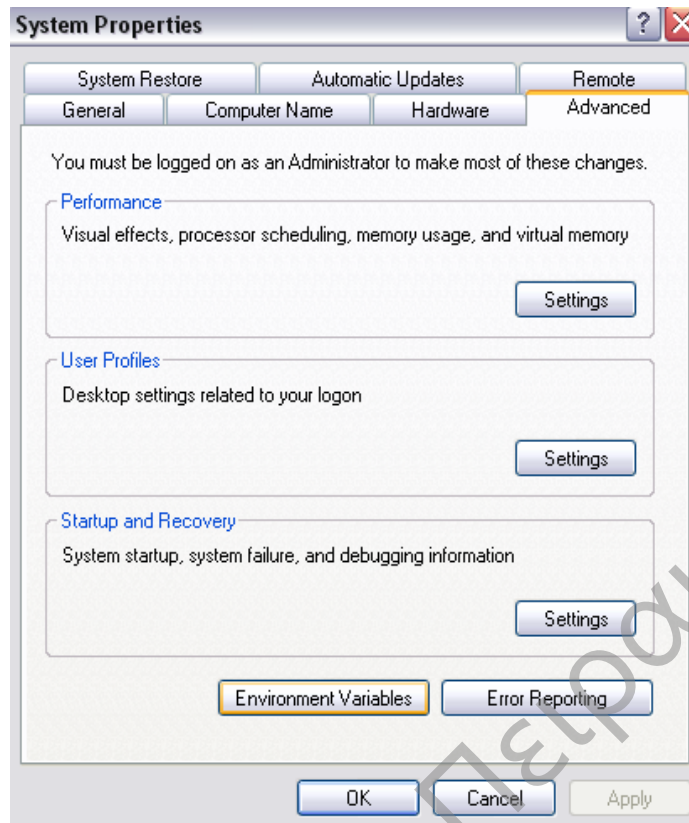 System Properties
?
System Restore Automatic Updates Remote
General Computer Name Hardware Advanced
You must be logged on as an Administrator to make most of these changes.
Performance
Visual effects, processor scheduling, memory usage, and virtual memory
Settings
User Profiles
Desktop settings related to your logon
Settings
Startup and Recovery
System startup, system failure, and debugging information
Settings
Environment Variables Error Reporting
OK Cancel Apply